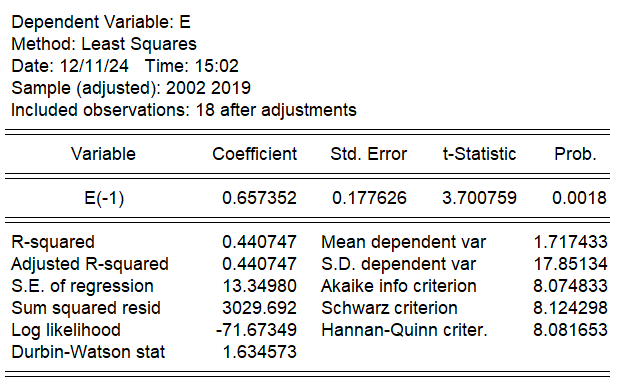 Dependent Variable: E
Method: Least Squares
Date: 12/11/24 Time: 15:02
Sample (adjusted): 2002 2019
Included observations: 18 after adjustments
Variable Coefficient Std. Error t-Statistic Prob.
E(-1) 0.657352 0.177626 3.700759 0.0018
R-squared 0.440747 Mean dependent var 1.717433
Adjusted R-squared 0.440747 S.D. dependent var 17.85134
S.E. of regression 13.34980 Akaike info criterion 8.074833
Sum squared resid 3029.692 Schwarz criterion 8.124298
Log likelihood -71.67349 Hannan-Quinn criter. 8.081653
Durbin-Watson stat 1.634573